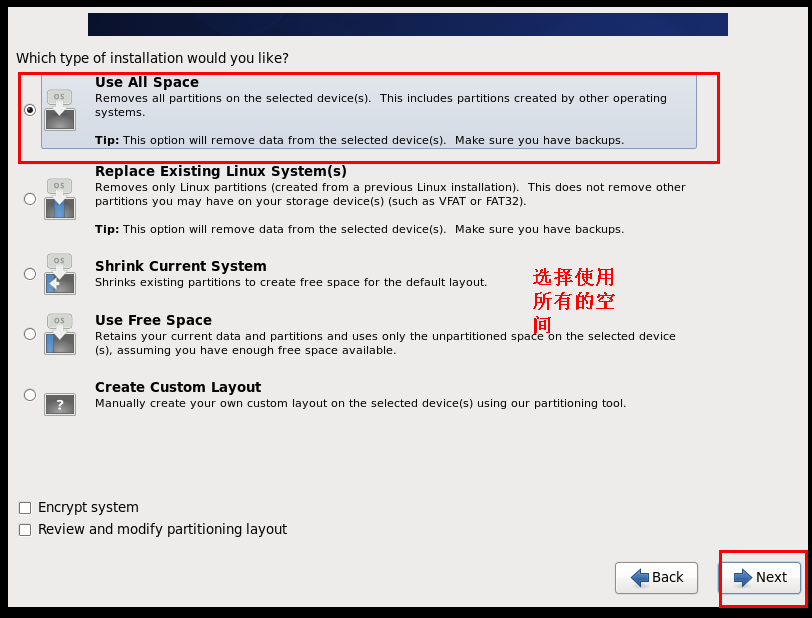 Which type of installation would you like?
OS
Use All Space
Removes all partitions on the selected device(s).  This includes partitions created by other operating
systems.
Tip: This option will remove data from the selected device(s).  Make sure you have backups.
OS
Replace Existing Linux System(s)
Removes only Linux partitions (created from a previous Linux installation).  This does not remove other
partitions you may have on your storage device(s) (such as VFAT or FAT32).
Tip: This option will remove data from the selected device(s).  Make sure you have backups.
OS
Shrink Current System
Shrinks existing partitions to create free space for the default layout.
选择使用
所有的空
间
OS
Use Free Space
Retains your current data and partitions and uses only the unpartitioned space on the selected device
(s), assuming you have enough free space available.
?
Create Custom Layout
Manually create your own custom layout on the selected device(s) using our partitioning tool.
Encrypt system
Review and modify partitioning layout
Back
Next